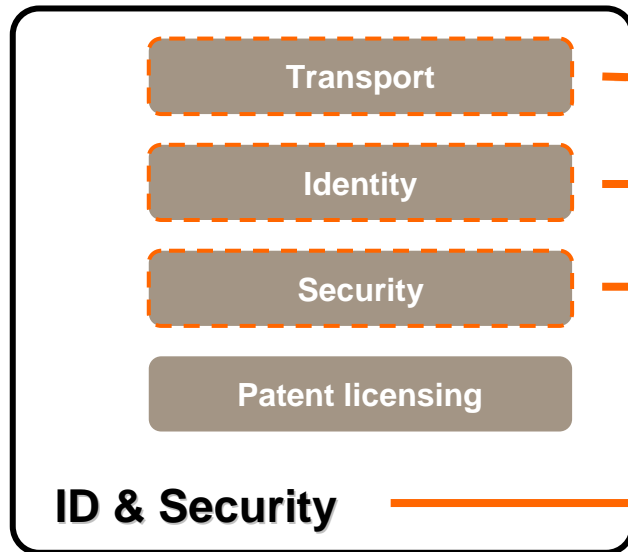 Transport
Identity
Security
Patent licensing
ID & Security